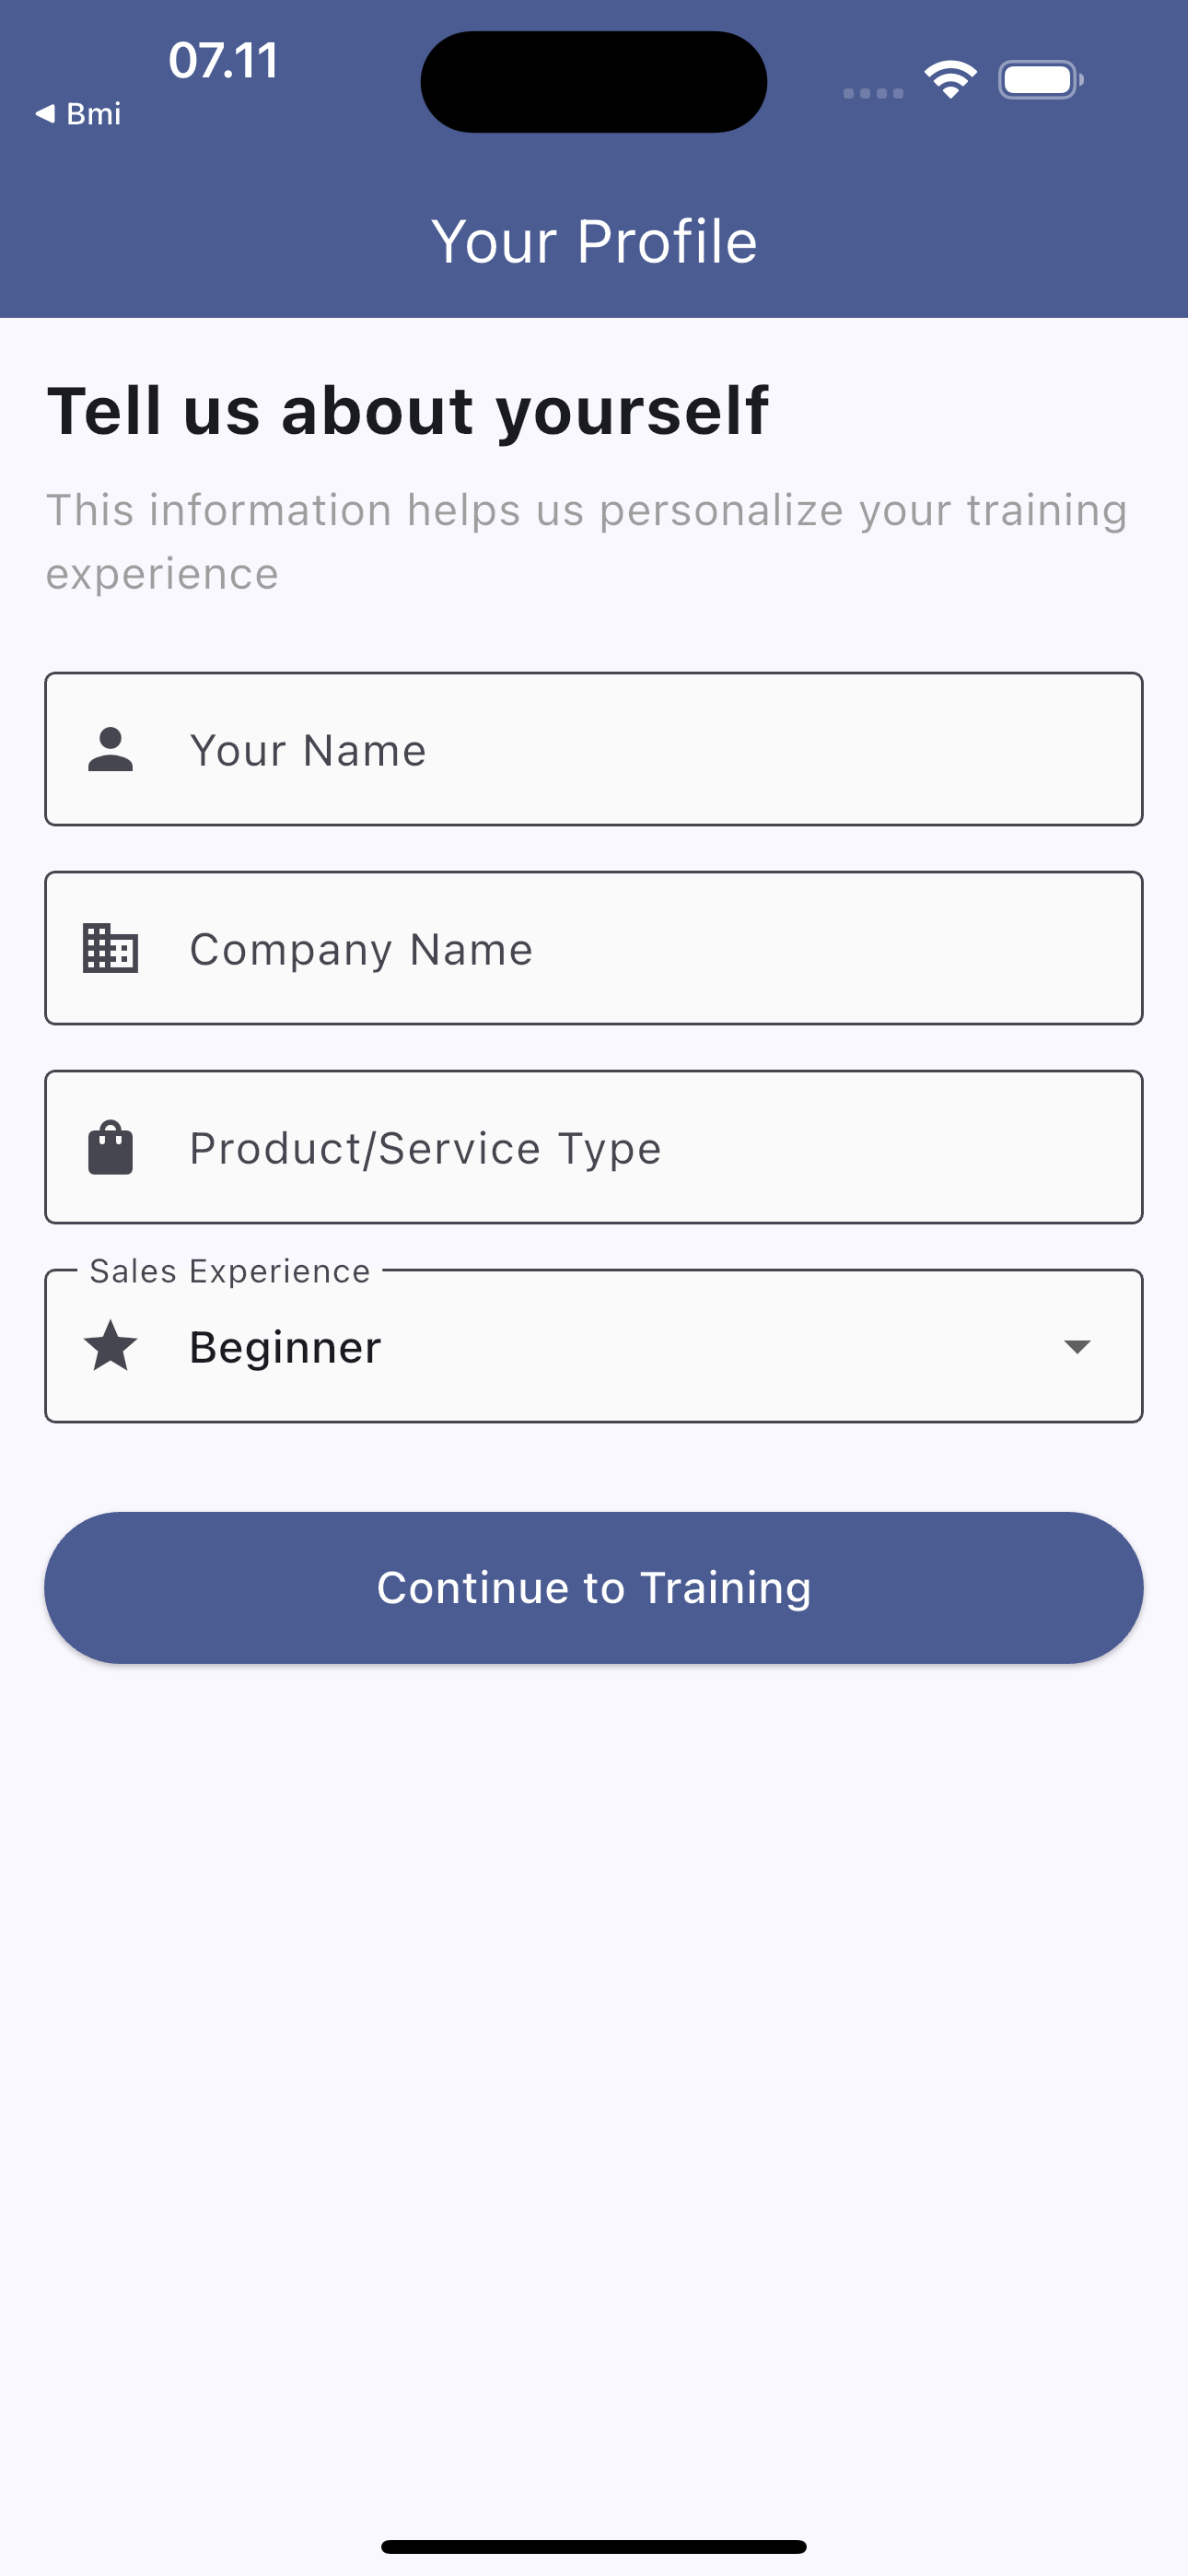 07.11
Bmi
Your Profile
Tell us about yourself
This information helps us personalize your training
experience
Your Name
Company Name
Product/Service Type
Sales Experience
Beginner
Continue to Training